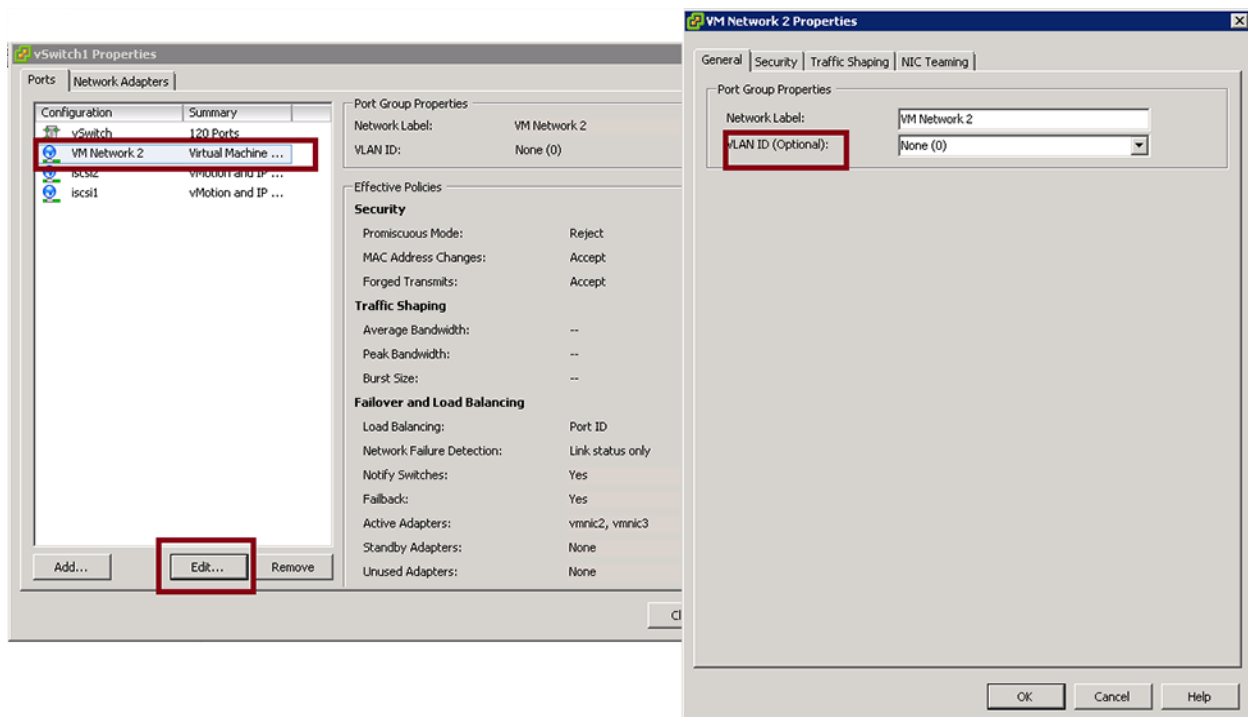 vSwitch1 Properties
Ports Network Adapters
Configuration Summary
vSwitch 120 Ports
VM Network 2 Virtual Machine ...
iscsi2 vMotion and IP ...
iscsi1 vMotion and IP ...
Add... Edit... Remove
Port Group Properties
Network Label: VM Network 2
VLAN ID: None (0)
Effective Policies
Security
Promiscuous Mode: Reject
MAC Address Changes: Accept
Forged Transmits: Accept
Traffic Shaping
Average Bandwidth: --
Peak Bandwidth: --
Burst Size: --
Failover and Load Balancing
Load Balancing: Port ID
Network Failure Detection: Link status only
Notify Switches: Yes
Failback: Yes
Active Adapters: vmnic2, vmnic3
Standby Adapters: None
Unused Adapters: None
Cl
VM Network 2 Properties
General Security Traffic Shaping NIC Teaming
Port Group Properties
Network Label: VM Network 2
VLAN ID (Optional): None (0)
OK Cancel Help